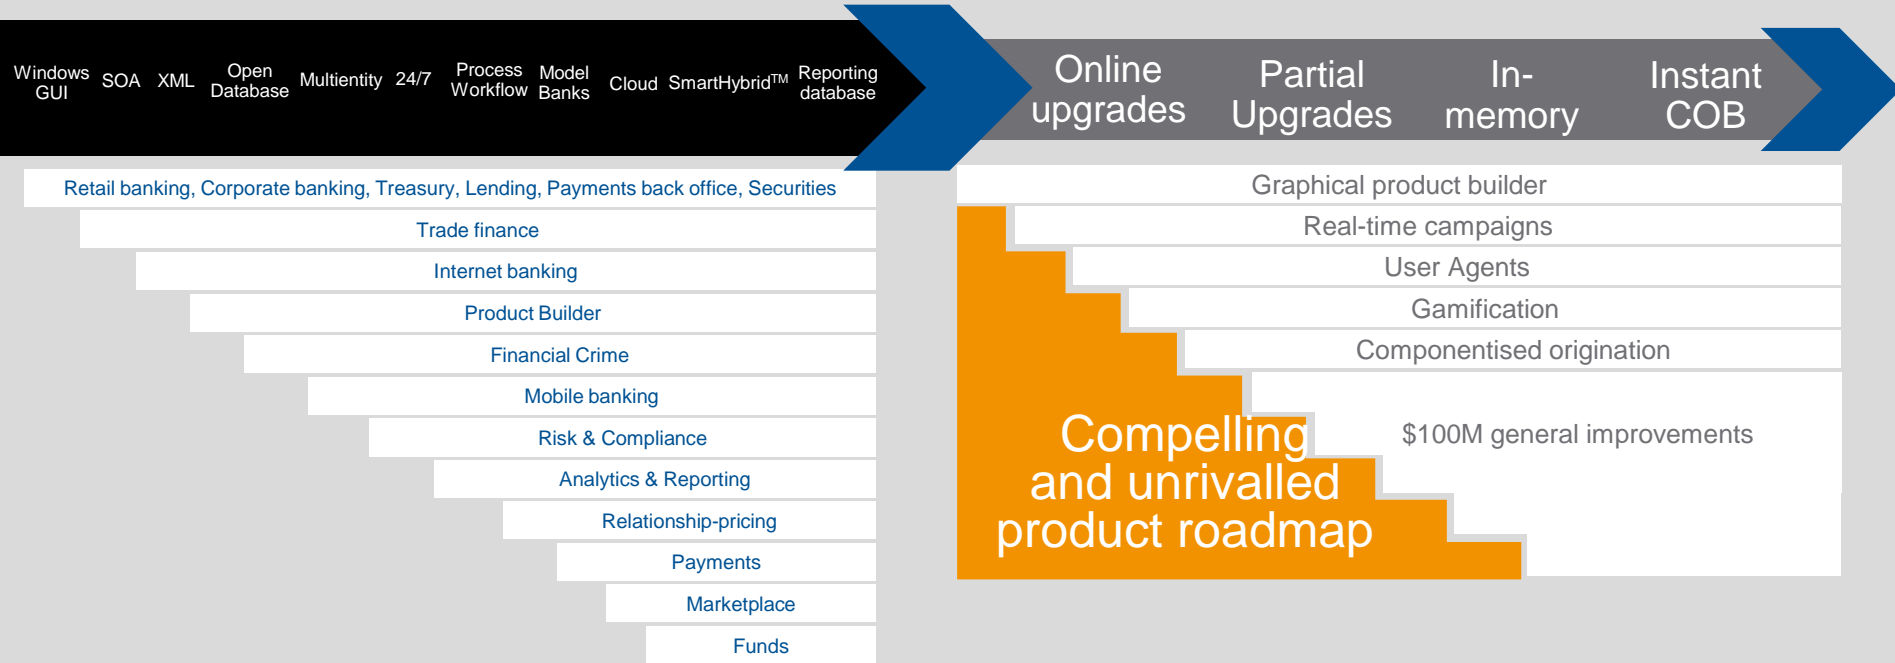 Windows
GUI
SOA
XML
Open
Database
Multientity
24/7
Process
Workflow
Model
Banks
Cloud
SmartHybrid™
Reporting
database
Online
upgrades
Partial
Upgrades
In-
memory
Instant
COB
Retail banking, Corporate banking, Treasury, Lending, Payments back office, Securities
Trade finance
Internet banking
Product Builder
Financial Crime
Mobile banking
Risk & Compliance
Analytics & Reporting
Relationship-pricing
Payments
Marketplace
Funds
Graphical product builder
Real-time campaigns
User Agents
Gamification
Componentised origination
$100M general improvements
Compelling
and unrivalled
product roadmap